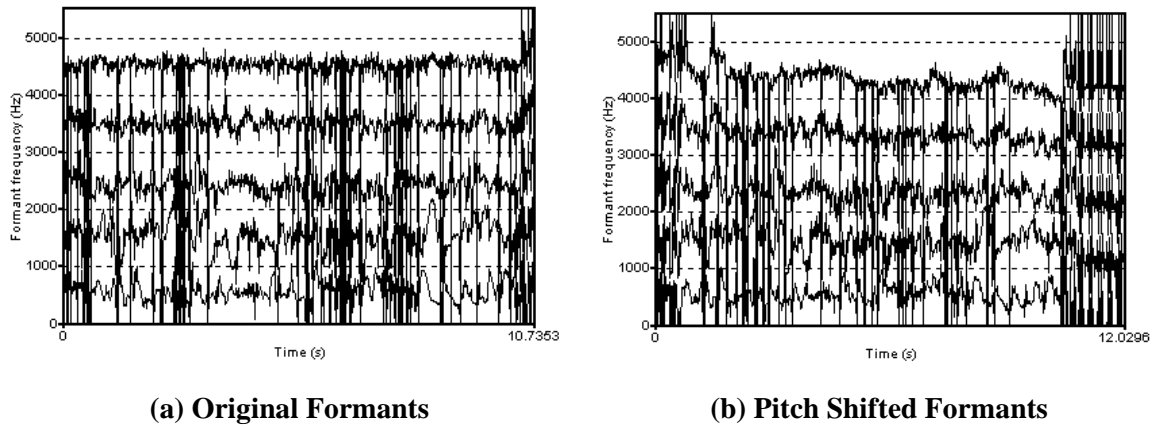 5000
4000
3000
2000
1000
0
Formant frequency (Hz)
0
10.7353
Time (s)
(a) Original Formants
5000
4000
3000
2000
1000
0
Formant frequency (Hz)
0
12.0296
Time (s)
(b) Pitch Shifted Formants